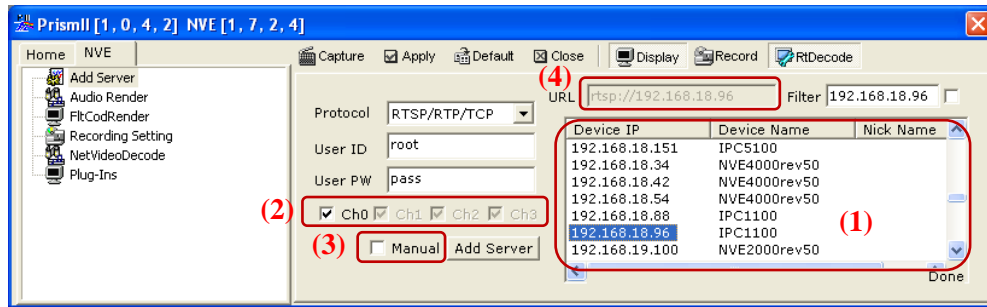 PrismII [1, 0, 4, 2] NVE [1, 7, 2, 4]
Home NVE
Capture Apply Default Close Display Record RtDecode
Add Server
Audio Render
FltCodRender
Recording Setting
NetVideoDecode
Plug-Ins
(4)
URL rtsp://192.168.18.96 Filter 192.168.18.96
Protocol RTSP/RTP/TCP
User ID root
User PW pass
(2) Ch0 Ch1 Ch2 Ch3
(3) Manual Add Server
Device IP Device Name Nick Name
192.168.18.151 IPC5100
192.168.18.34 NVE4000rev50
192.168.18.42 NVE4000rev50
192.168.18.54 NVE4000rev50
192.168.18.88 IPC1100
192.168.18.96 IPC1100
192.168.19.100 NVE2000rev50
(1)
Done